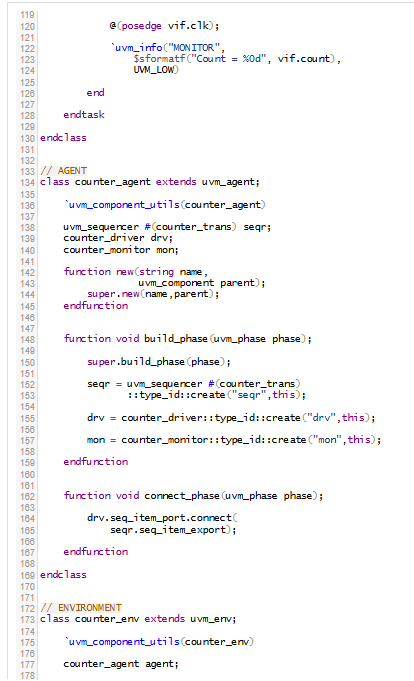 119
120 @(posedge vif.clk);
121
122 `uvm_info("MONITOR",
123 $sformatf("Count = %0d", vif.count),
124 UVM_LOW)
125
126 end
127
128 endtask
129
130 endclass
131
132
133 // AGENT
134 class counter_agent extends uvm_agent;
135
136 `uvm_component_utils(counter_agent)
137
138 uvm_sequencer #(counter_trans) seqr;
139 counter_driver drv;
140 counter_monitor mon;
141
142 function new(string name,
143 uvm_component parent);
144 super.new(name,parent);
145 endfunction
146
147
148 function void build_phase(uvm_phase phase);
149
150 super.build_phase(phase);
151
152 seqr = uvm_sequencer #(counter_trans)
153 ::type_id::create("seqr",this);
154
155 drv = counter_driver::type_id::create("drv",this);
156
157 mon = counter_monitor::type_id::create("mon",this);
158
159 endfunction
160
161
162 function void connect_phase(uvm_phase phase);
163
164 drv.seq_item_port.connect(
165 seqr.seq_item_export);
166
167 endfunction
168
169 endclass
170
171
172 // ENVIRONMENT
173 class counter_env extends uvm_env;
174
175 `uvm_component_utils(counter_env)
176
177 counter_agent agent;
178